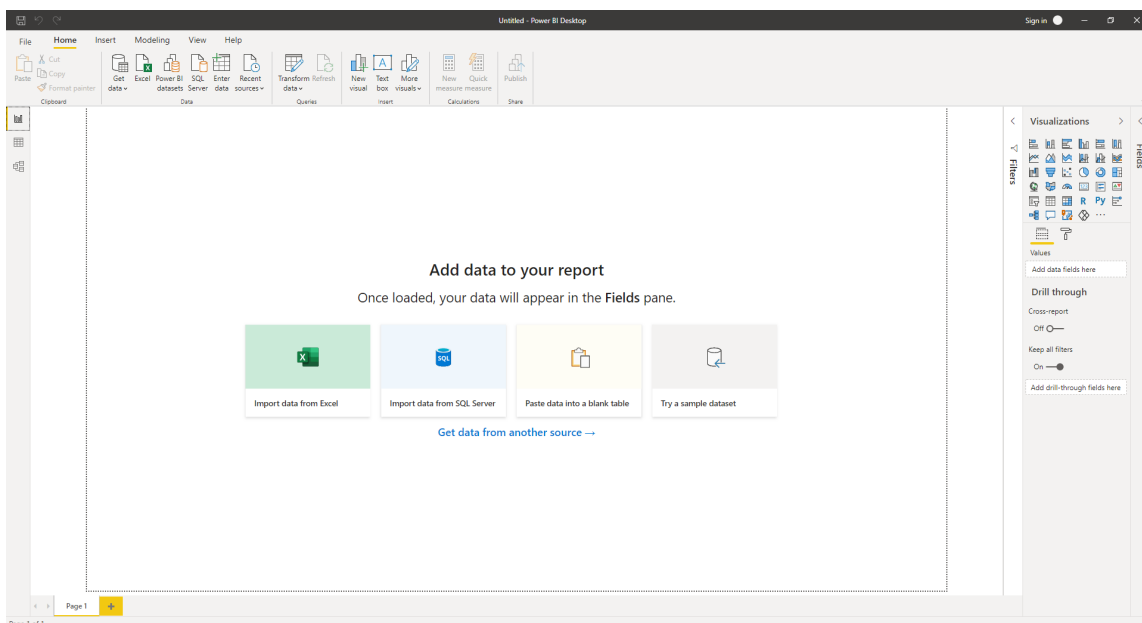 Untitled - Power BI Desktop
Sign in
File Home Insert Modeling View Help
Paste
Cut
Copy
Format painter
Clipboard
Get data
Excel
Power BI datasets
SQL Server
Enter data
Recent sources
Data
Transform data
Refresh
Queries
New visual
Text box
More visuals
Insert
New measure
Quick measure
Calculations
Publish
Share
Add data to your report
Once loaded, your data will appear in the Fields pane.
Import data from Excel
SQL
Import data from SQL Server
Paste data into a blank table
Try a sample dataset
Get data from another source →
Filters
Visualizations
R Py
Values
Add data fields here
Drill through
Cross-report
Off
Keep all filters
On
Add drill-through fields here
Fields
Page 1